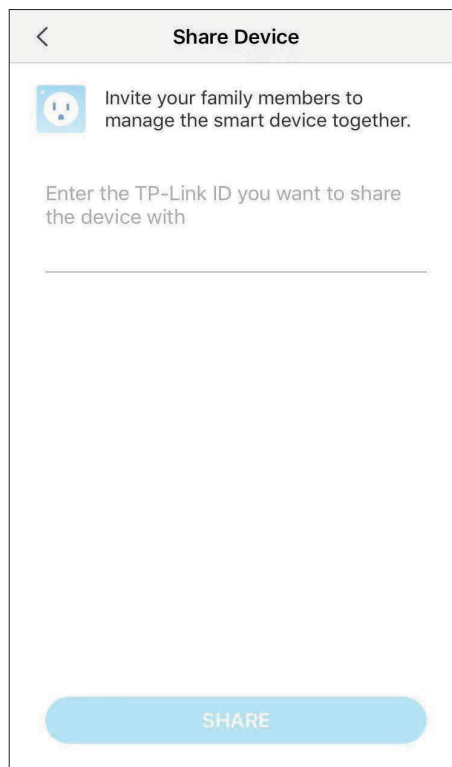 Share Device
Invite your family members to
manage the smart device together.
Enter the TP-Link ID you want to share
the device with
SHARE